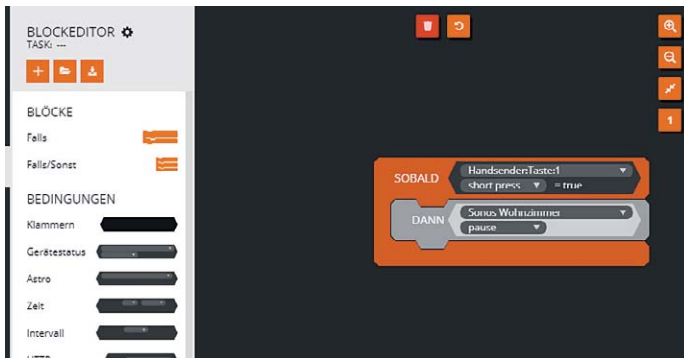 BLOCKEDITOR
TASK: ---
BLÖCKE
Falls
Falls/Sonst
BEDINGUNGEN
Klammern
Gerätestatus
Astro
Zeit
Intervall
1
SOBALD
Handsender:Taste:1
short press = true
DANN
Sonos Wohnzimmer
pause